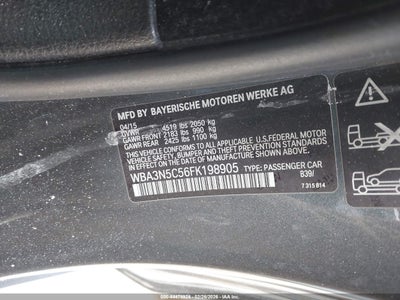 MFD BY BAYERISCHE MOTOREN WERKE AG
04/15
GVWR 4519 lbs 2050 kg
GAWR FRONT 2183 lbs 990 kg
GAWR REAR 2425 lbs 1100 kg
THIS VEHICLE CONFORMS TO ALL APPLICABLE U.S. FEDERAL MOTOR
VEHICLE SAFETY, BUMPER, AND THEFT PREVENTION STANDARDS
IN EFFECT ON THE DATE OF MANUFACTURE SHOWN ABOVE.
WBA3N5C56FK198905 TYPE: PASSENGER CAR
B39/
7 315 814